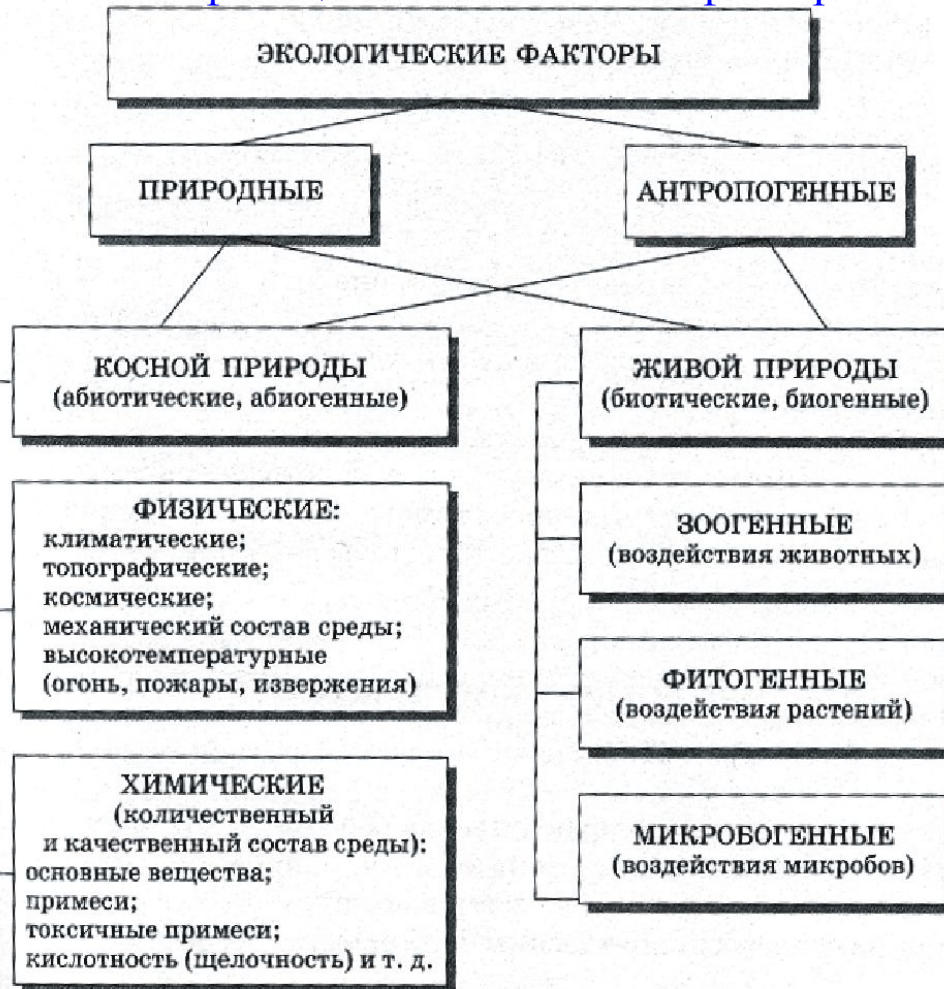 ЭКОЛОГИЧЕСКИЕ ФАКТОРЫ
ПРИРОДНЫЕ
АНТРОПОГЕННЫЕ
КОСНОЙ ПРИРОДЫ
(абиотические, абиогенные)
ЖИВОЙ ПРИРОДЫ
(биотические, биогенные)
ФИЗИЧЕСКИЕ:
климатические;
топографические;
космические;
механический состав среды;
высокотемпературные
(огонь, пожары, извержения)
ЗООГЕННЫЕ
(воздействия животных)
ФИТОГЕННЫЕ
(воздействия растений)
ХИМИЧЕСКИЕ
(количественный
и качественный состав среды):
основные вещества;
примеси;
токсичные примеси;
кислотность (щелочность) и т. д.
МИКРОБОГЕННЫЕ
(воздействия микробов)